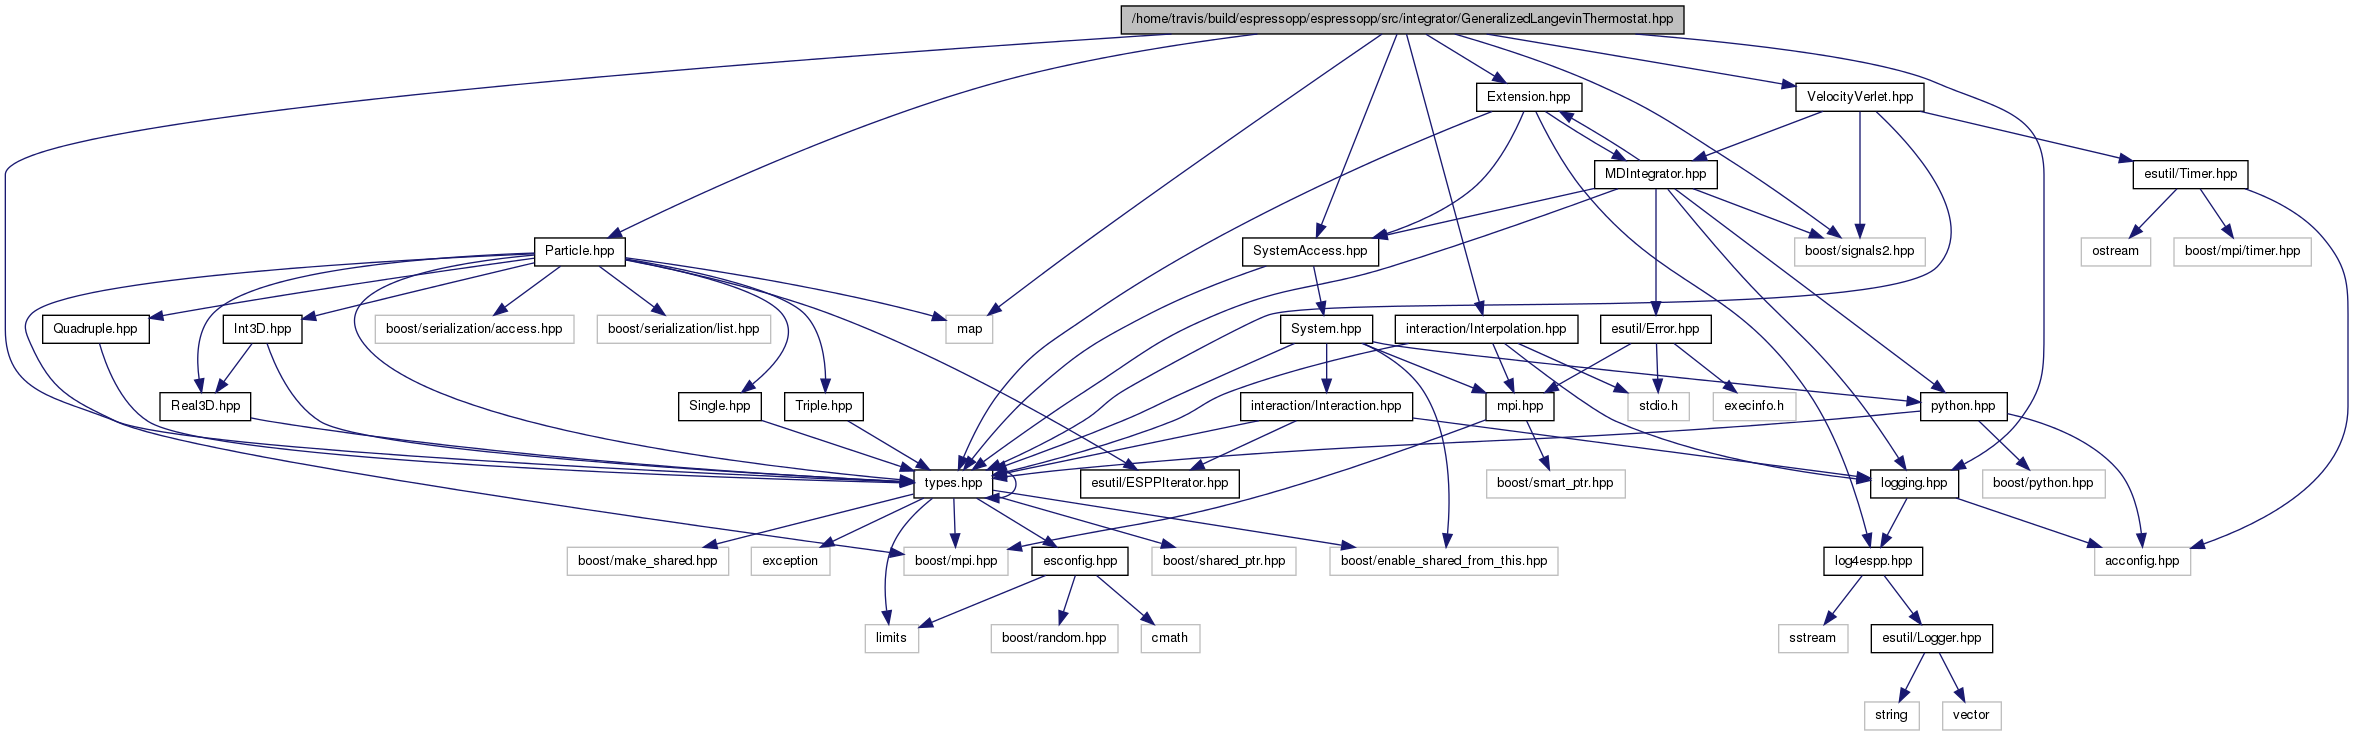 /home/travis/build/espressopp/espressopp/src/integrator/GeneralizedLangevinThermostat.hpp
Extension.hpp
VelocityVerlet.hpp
MDIntegrator.hpp
esutil/Timer.hpp
Particle.hpp
SystemAccess.hpp
boost/signals2.hpp
ostream
boost/mpi/timer.hpp
Quadruple.hpp
Int3D.hpp
boost/serialization/access.hpp
boost/serialization/list.hpp
map
System.hpp
interaction/Interpolation.hpp
esutil/Error.hpp
Real3D.hpp
Single.hpp
Triple.hpp
interaction/Interaction.hpp
mpi.hpp
stdio.h
execinfo.h
python.hpp
types.hpp
esutil/ESPPIterator.hpp
boost/smart_ptr.hpp
logging.hpp
boost/python.hpp
boost/make_shared.hpp
exception
boost/mpi.hpp
esconfig.hpp
boost/shared_ptr.hpp
boost/enable_shared_from_this.hpp
log4espp.hpp
acconfig.hpp
limits
boost/random.hpp
cmath
sstream
esutil/Logger.hpp
string
vector